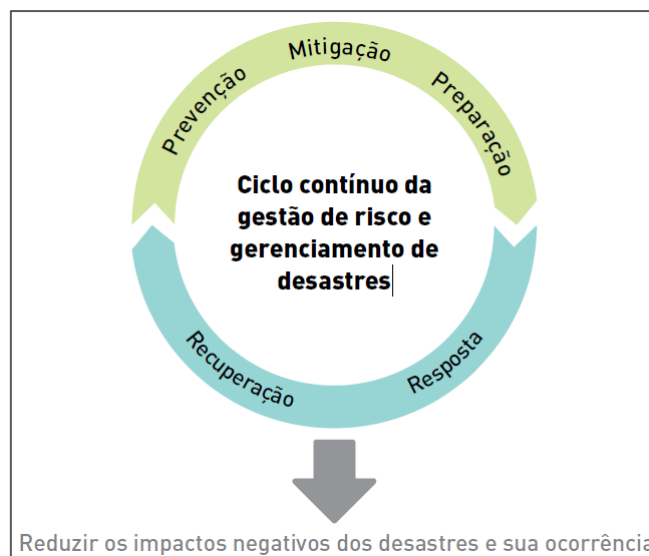 Prevenção
Mitigação
Preparação
Ciclo contínuo da
gestão de risco e
gerenciamento de
desastres
Recuperação
Resposta
Reduzir os impactos negativos dos desastres e sua ocorrência